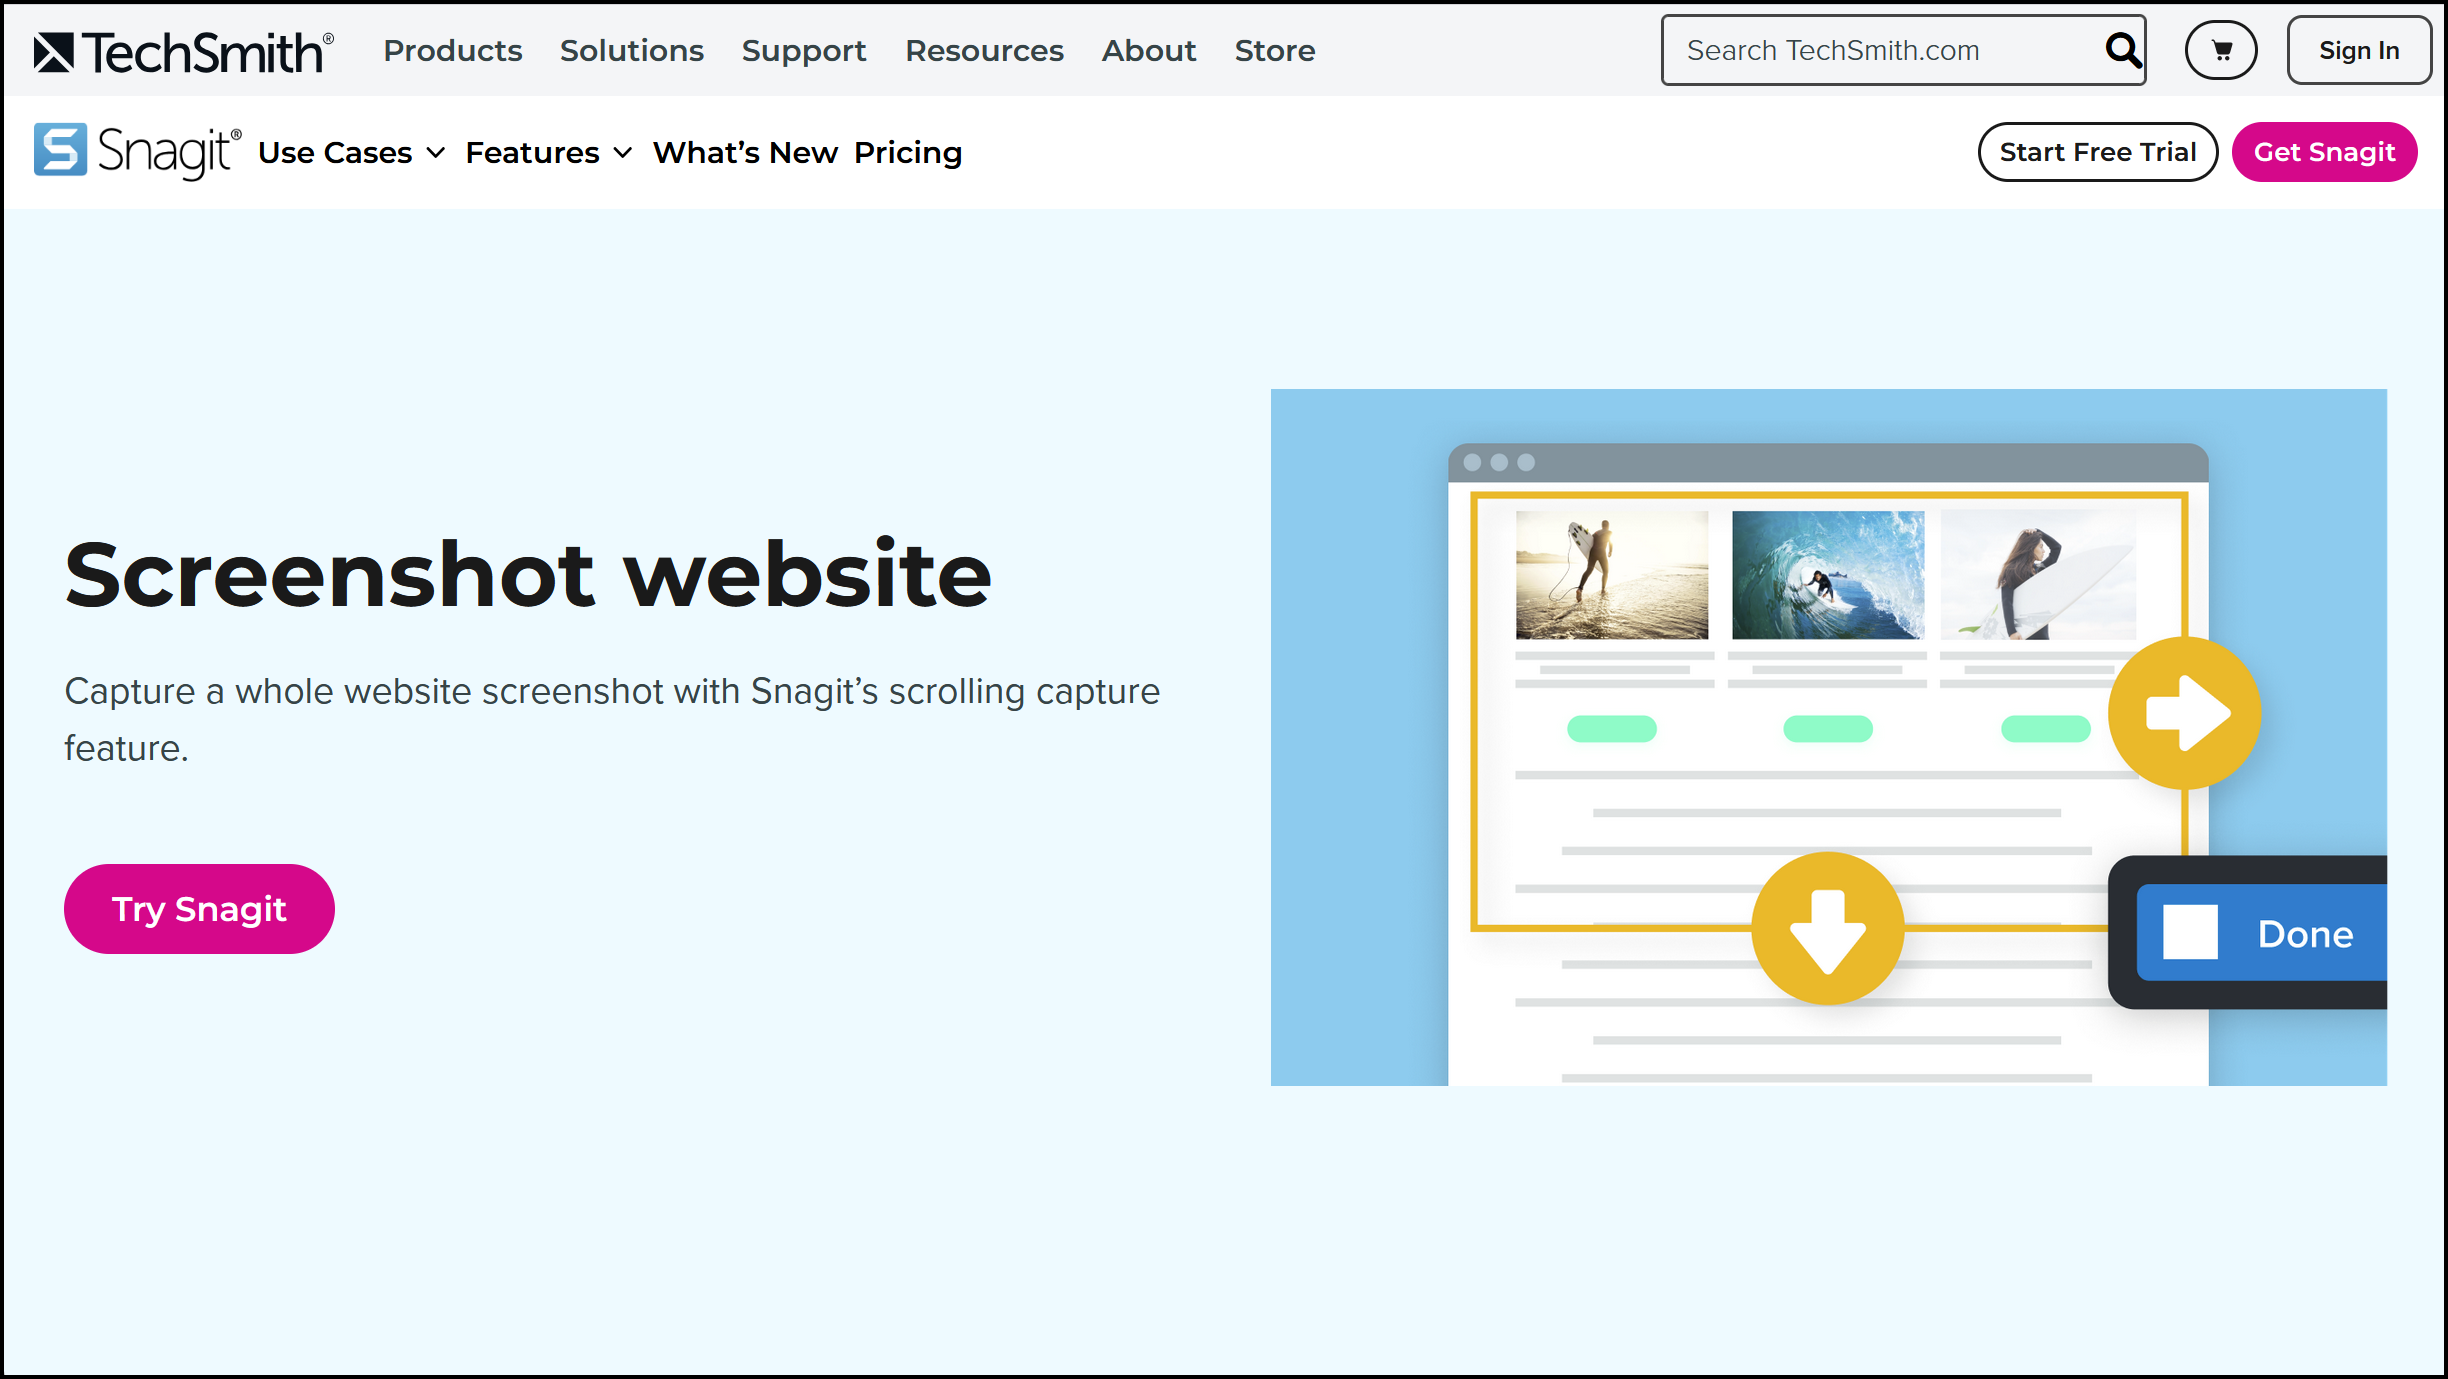 TechSmith®
Products
Solutions
Support
Resources
About
Store
Search TechSmith.com
Sign In
Snagit®
Use Cases
Features
What’s New
Pricing
Start Free Trial
Get Snagit
Screenshot website
Capture a whole website screenshot with Snagit’s scrolling capture
feature.
Try Snagit
Done